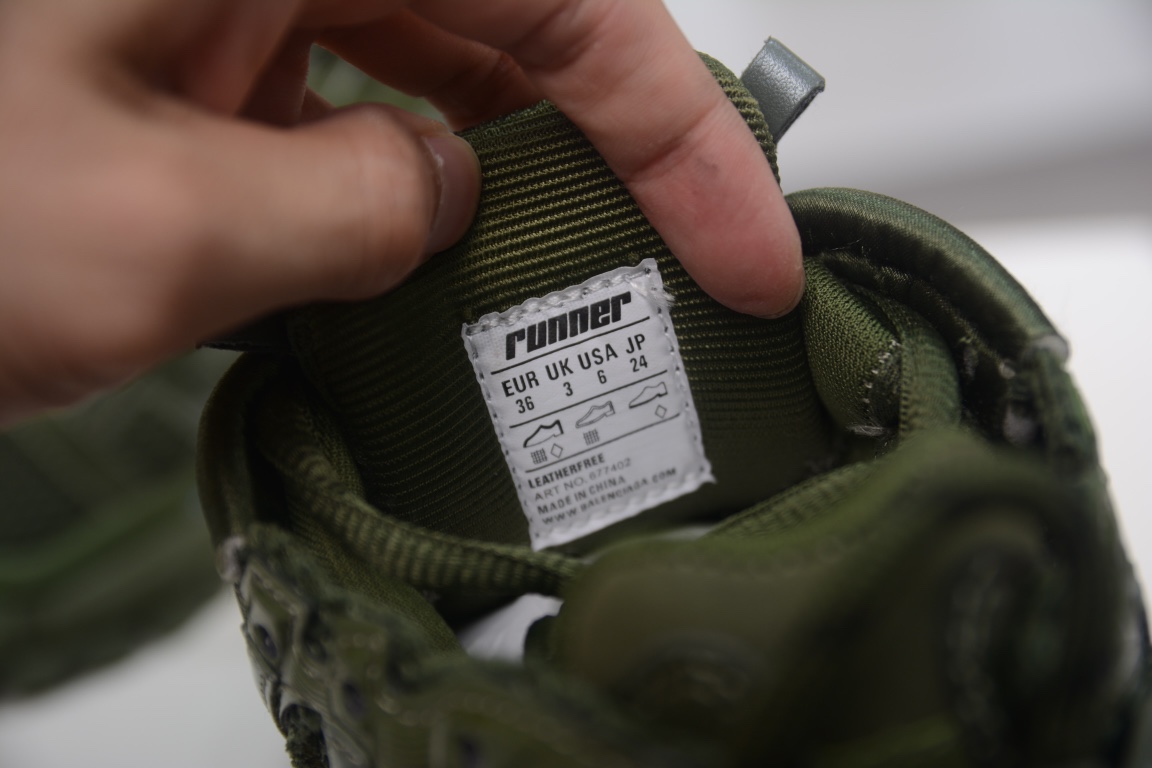 runner
EUR UK USA JP
36 3 6 24
LEATHERFREE
ART NO.677402
MADE IN CHINA
WWW.BALENCIAGA.COM